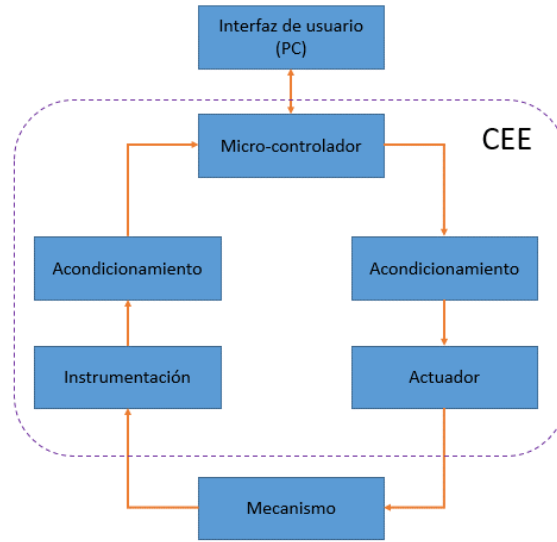 Interfaz de usuario
(PC)
CEE
Micro-controlador
Acondicionamiento
Acondicionamiento
Instrumentación
Actuador
Mecanismo